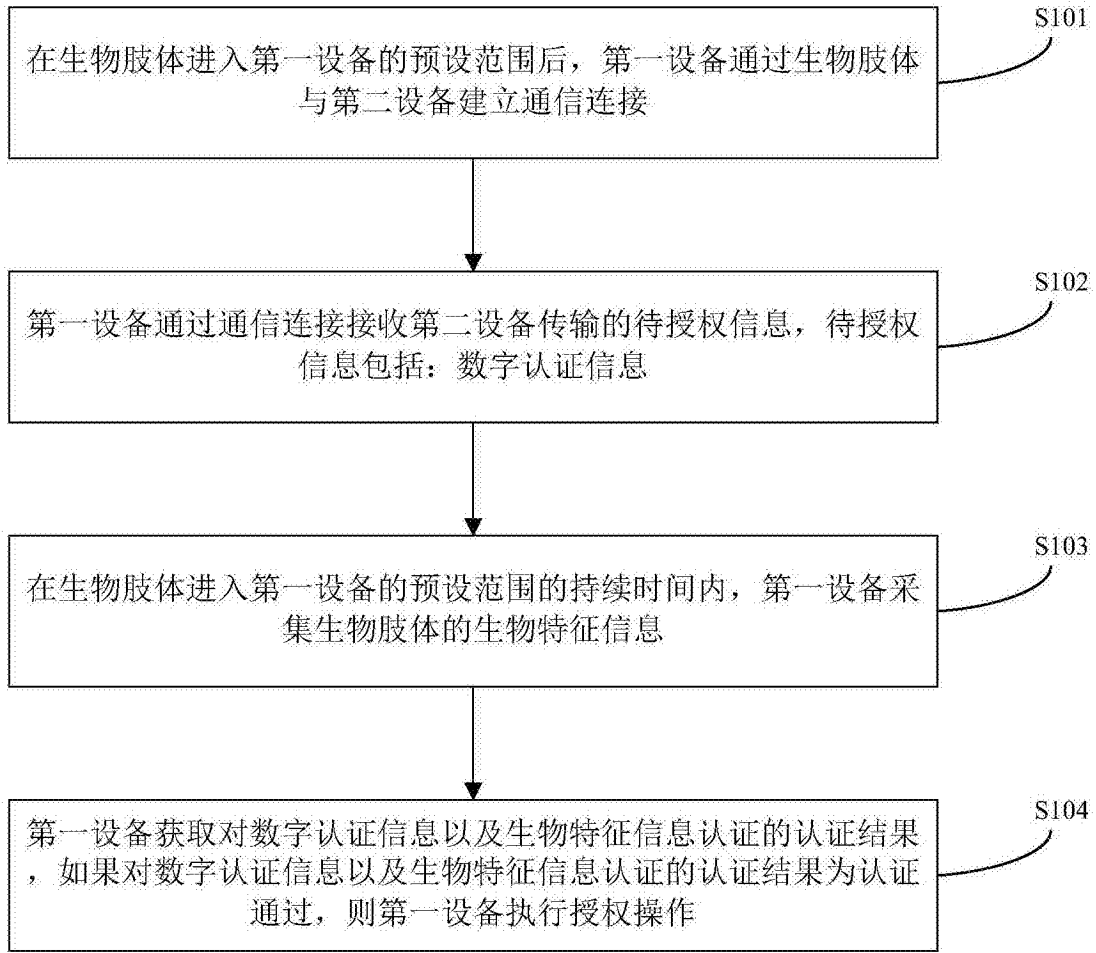 S101
在生物肢体进入第一设备的预设范围后，第一设备通过生物肢体
与第二设备建立通信连接
S102
第一设备通过通信连接接收第二设备传输的待授权信息，待授权
信息包括：数字认证信息
S103
在生物肢体进入第一设备的预设范围的持续时间内，第一设备采
集生物肢体的生物特征信息
S104
第一设备获取对数字认证信息以及生物特征信息认证的认证结果
，如果对数字认证信息以及生物特征信息认证的认证结果为认证
通过，则第一设备执行授权操作